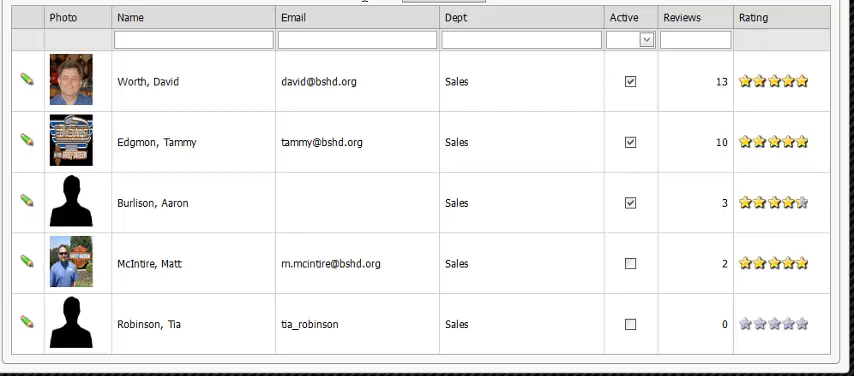 Photo Name Email Dept Active Reviews Rating
Worth, David david@bshd.org Sales 13
Edgmon, Tammy tammy@bshd.org Sales 10
Burlison, Aaron Sales 3
McIntire, Matt m.mcintire@bshd.org Sales 2
Robinson, Tia tia_robinson Sales 0